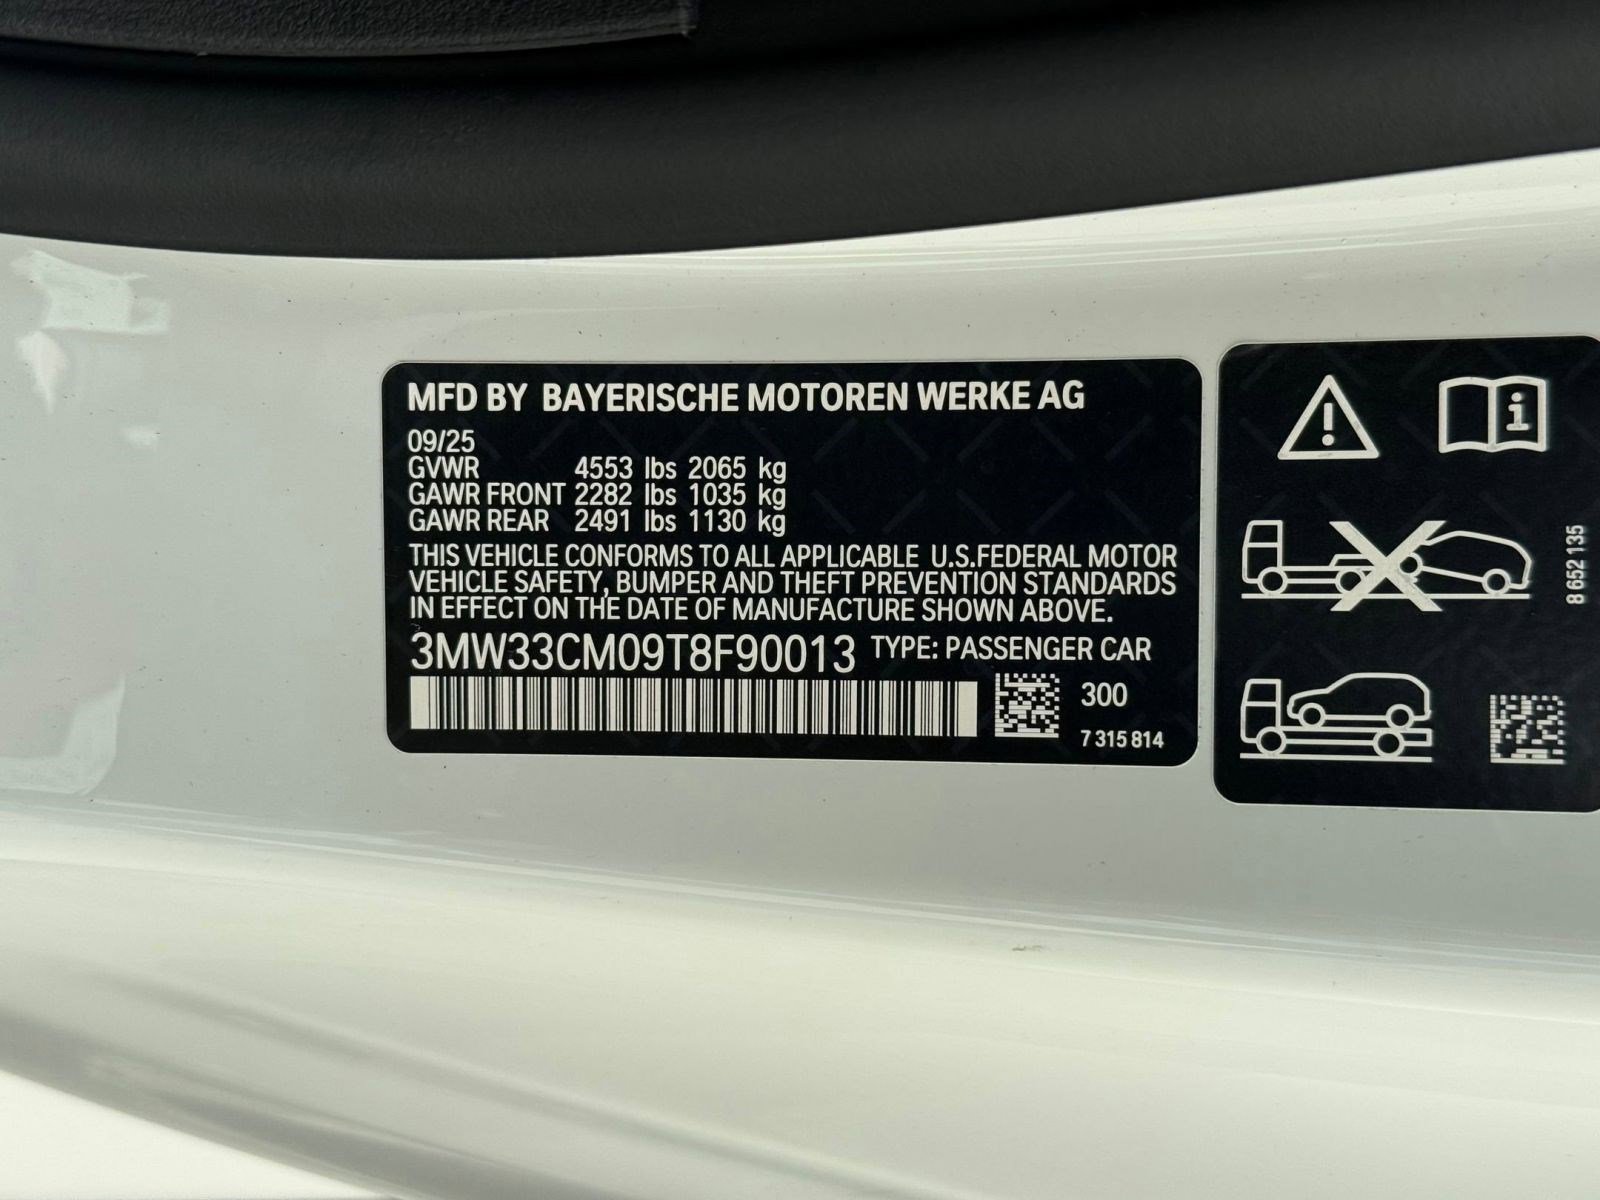 MFD BY BAYERISCHE MOTOREN WERKE AG
09/25
GVWR 4553 lbs 2065 kg
GAWR FRONT 2282 lbs 1035 kg
GAWR REAR 2491 lbs 1130 kg
THIS VEHICLE CONFORMS TO ALL APPLICABLE U.S.FEDERAL MOTOR
VEHICLE SAFETY, BUMPER AND THEFT PREVENTION STANDARDS
IN EFFECT ON THE DATE OF MANUFACTURE SHOWN ABOVE.
3MW33CM09T8F90013 TYPE: PASSENGER CAR
300
7 315 814
8 652 135